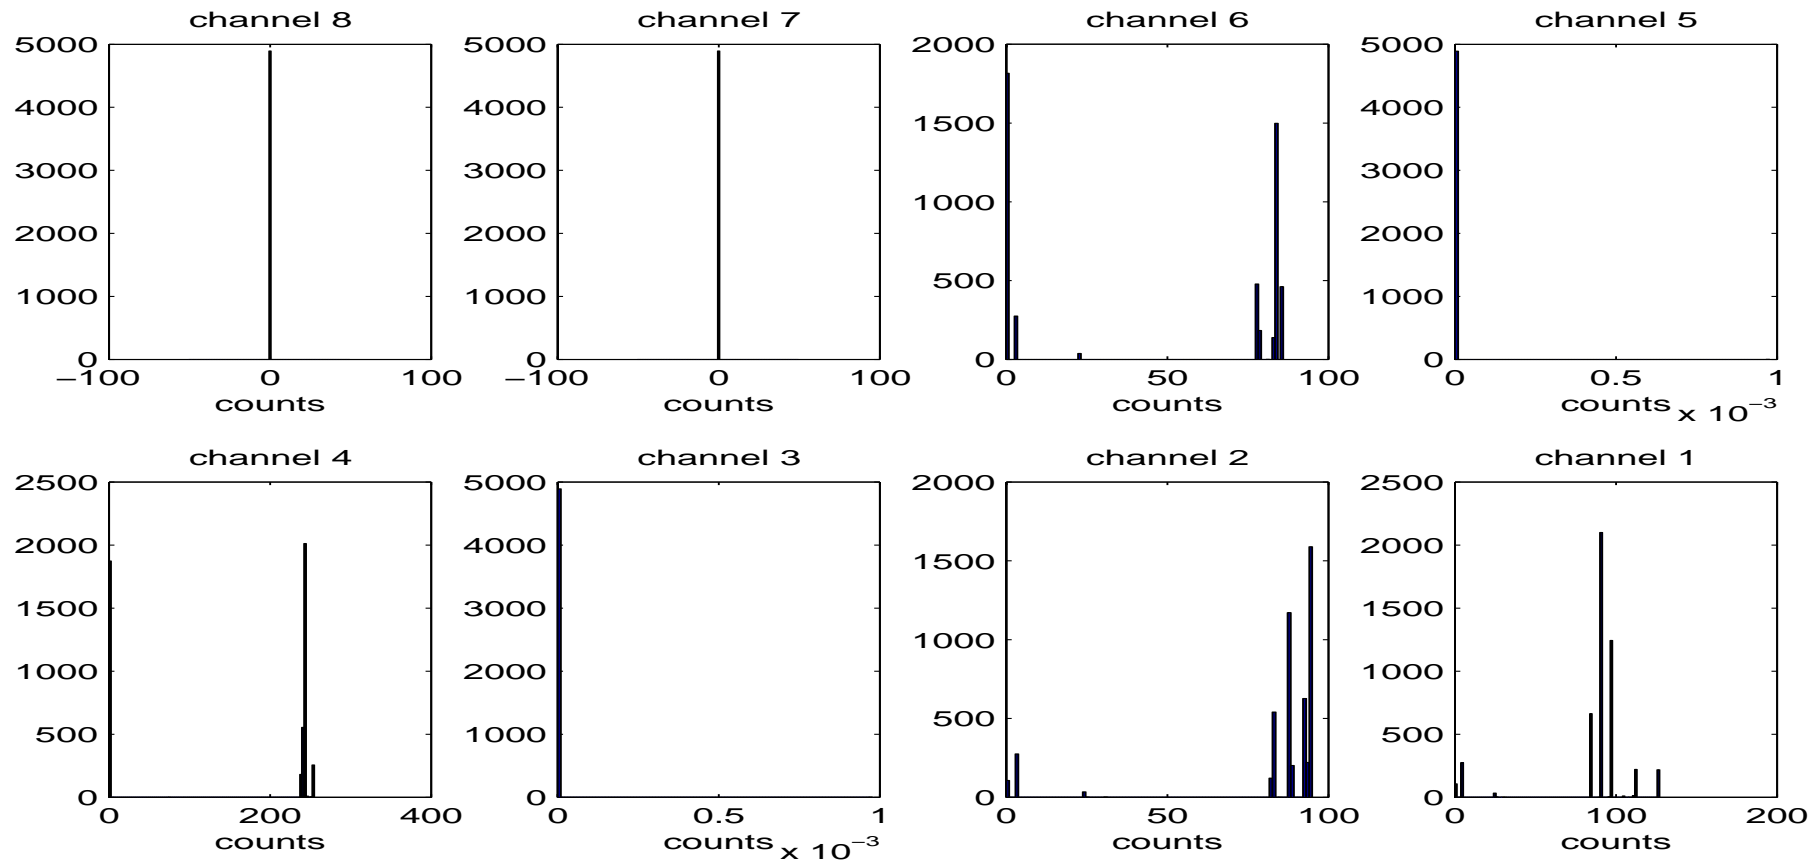 channel 8 channel 7 channel 6 channel 5
5000 5000 2000 5000
4000 4000 1500 4000
3000 3000 1000 3000
2000 2000 500 2000
1000 1000 1000
0 0 0 0
−100 0 100 −100 0 100 0 50 100 0 0.5 1
counts counts counts counts x 10−3
channel 4 channel 3 channel 2 channel 1
2500 5000 2000 2500
2000 4000 1500 2000
1500 3000 1000 1500
1000 2000 500 1000
500 1000 500
0 0 0 0
0 200 400 0 0.5 1 0 50 100 0 100 200
counts counts x 10−3 counts counts